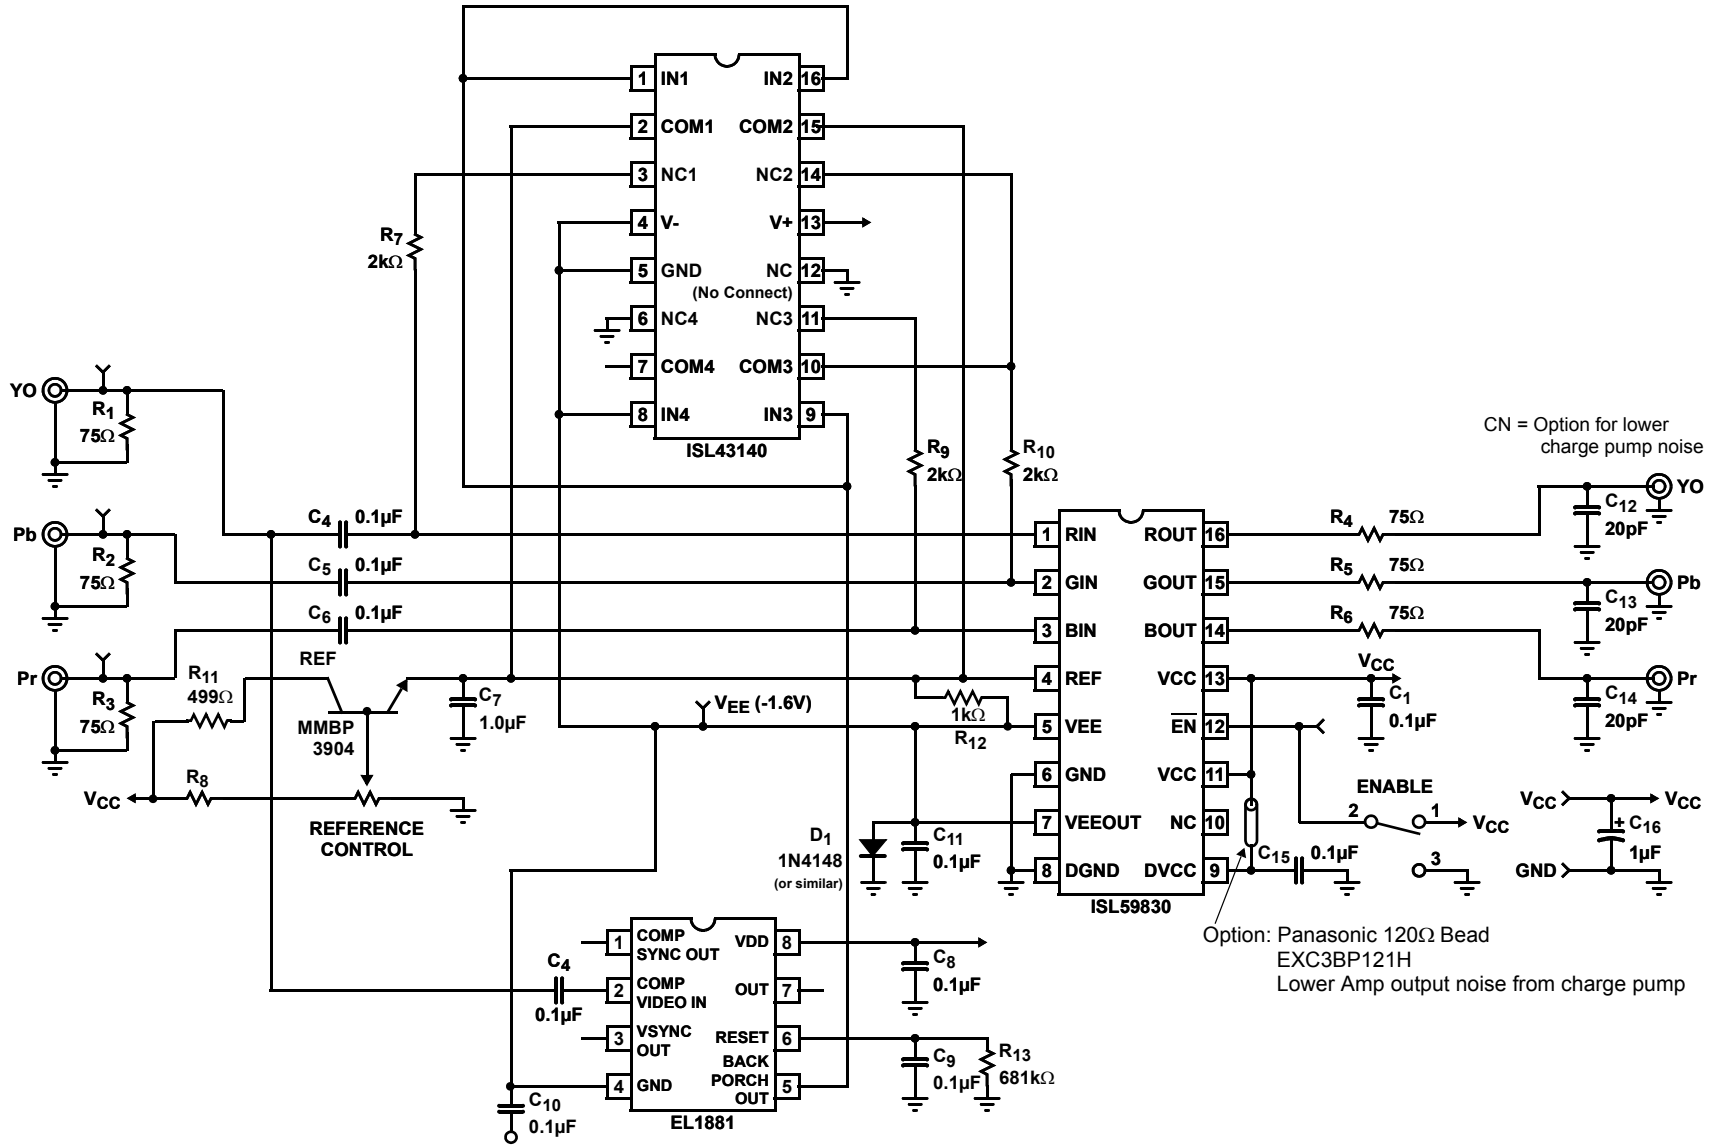 1 IN1 IN2 16
2 COM1 COM2 15
3 NC1 NC2 14
4 V- V+ 13
5 GND NC 12
(No Connect)
6 NC4 NC3 11
7 COM4 COM3 10
8 IN4 IN3 9
ISL43140
R7
2kΩ
YO
R1
75Ω
Pb
R2
75Ω
Pr
R3
75Ω
C4 0.1µF
C5 0.1µF
C6 0.1µF
R9
2kΩ
R10
2kΩ
REF
R11
499Ω
MMBP
3904
C7
1.0µF
VCC
R8
REFERENCE
CONTROL
VEE (-1.6V)
1kΩ
R12
D1
1N4148
(or similar)
C11
0.1µF
1 RIN ROUT 16
2 GIN GOUT 15
3 BIN BOUT 14
4 REF VCC 13
5 VEE EN 12
6 GND VCC 11
7 VEEOUT NC 10
8 DGND DVCC 9
ISL59830
CN = Option for lower
charge pump noise
R4 75Ω
R5 75Ω
R6 75Ω
C12
20pF
YO
C13
20pF
Pb
C14
20pF
Pr
VCC
C1
0.1µF
ENABLE
2 1 VCC
3
C15 0.1µF
VCC VCC
+ C16
1µF
GND
Option: Panasonic 120Ω Bead
EXC3BP121H
Lower Amp output noise from charge pump
1 COMP
SYNC OUT
VDD 8
C4
0.1µF
2 COMP
VIDEO IN
OUT 7
3 VSYNC
OUT
RESET 6
4 GND
BACK
PORCH
OUT
5
EL1881
C8
0.1µF
C9
0.1µF
R13
681kΩ
C10
0.1µF